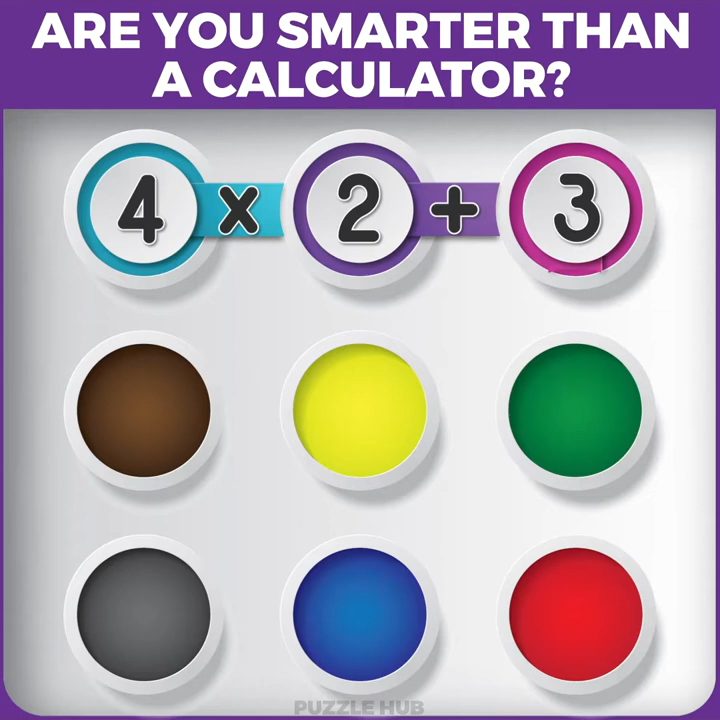 ARE YOU SMARTER THAN
A CALCULATOR?
4 x 2 + 3
PUZZLE HUB